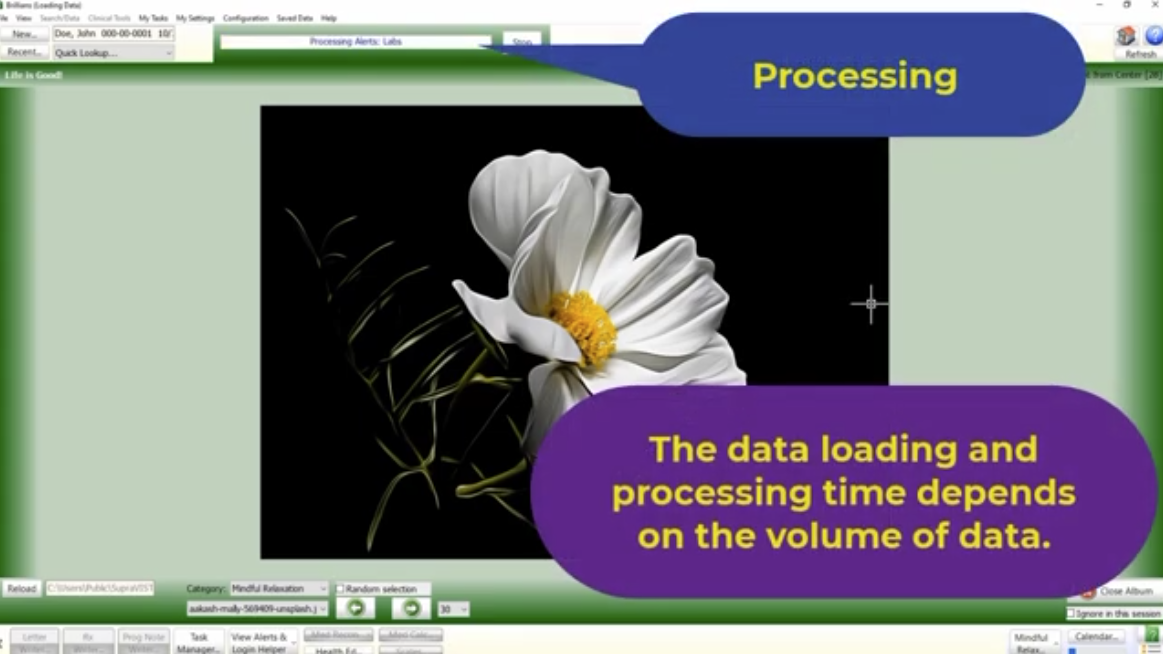 Brillians (Loading Data)
File View Search/Data Clinical Tools My Tasks My Settings Configuration Saved Data Help
New... Doe, John 000-00-0001 10/
Recent... Quick Lookup....
Processing Alerts: Labs
Stop
Refresh
Life is Good!
from Center [28]
Processing
The data loading and
processing time depends
on the volume of data.
Reload C:\Users\Public\SupraVIST
Category: Mindful Relaxation Random selection
aakash-mally-569409-unsplash.j 30
Close Album
Ignore in this session
Letter Rx Prog Note Task View Alerts & Med Recon... Med Calc...
Writer... Writer... Writer... Manager... Login Helper Health Ed... Scales...
Mindful Calendar...
Relax...